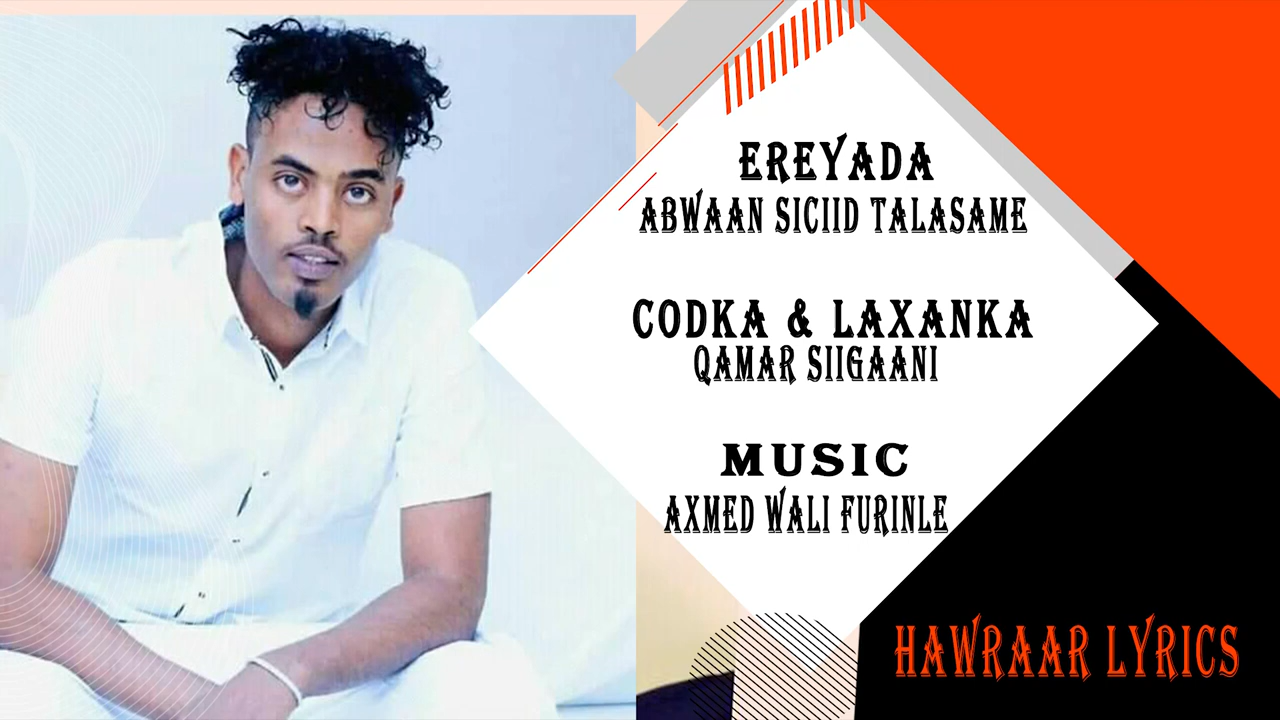 EREYADA
ABWAAN SICIID TALASAME
CODKA & LAXANKA
QAMAR SIIGAANI
MUSIC
AXMED WALI FURINLE
HAWRAAR LYRICS